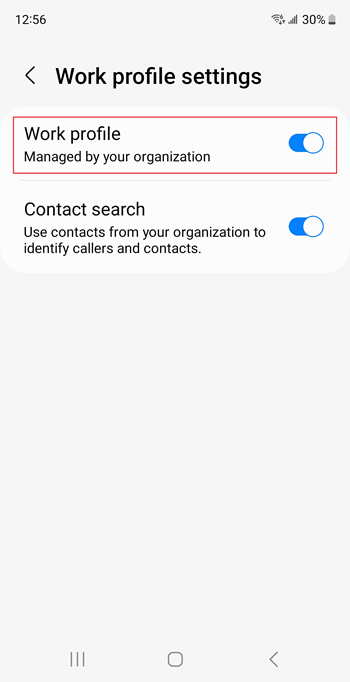 12:56
30%
Work profile settings
Work profile
Managed by your organization
Contact search
Use contacts from your organization to
identify callers and contacts.